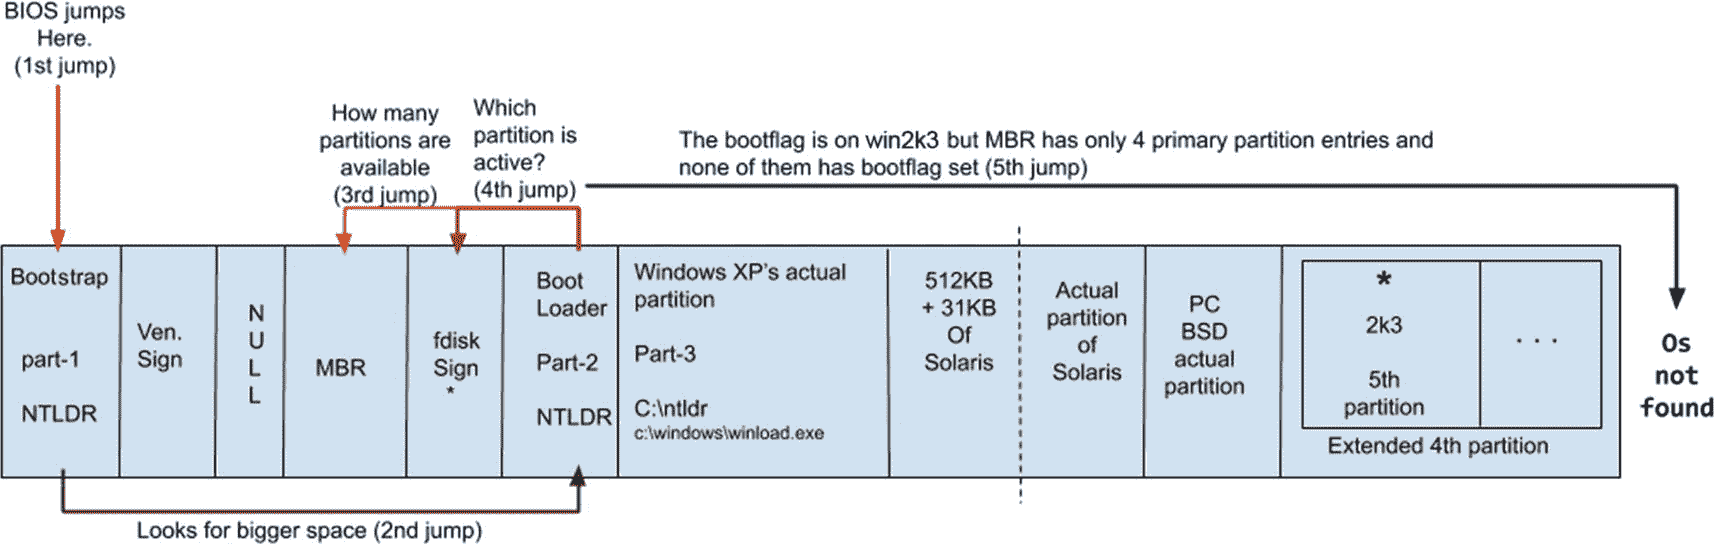 BIOS jumps
Here.
(1st jump)
How many
partitions are
available
(3rd jump)
Which
partition is
active?
(4th jump)
The bootflag is on win2k3 but MBR has only 4 primary partition entries and
none of them has bootflag set (5th jump)
Bootstrap
part-1
NTLDR
Ven.
Sign
N
U
L
L
MBR
fdisk
Sign
*
Boot
Loader
Part-2
NTLDR
Windows XP's actual
partition
Part-3
C:\ntldr
c:\windows\winload.exe
512KB
+ 31KB
Of
Solaris
Actual
partition
of
Solaris
PC
BSD
actual
partition
*
2k3
5th
partition
. . .
Extended 4th partition
Os
not
found
Looks for bigger space (2nd jump)